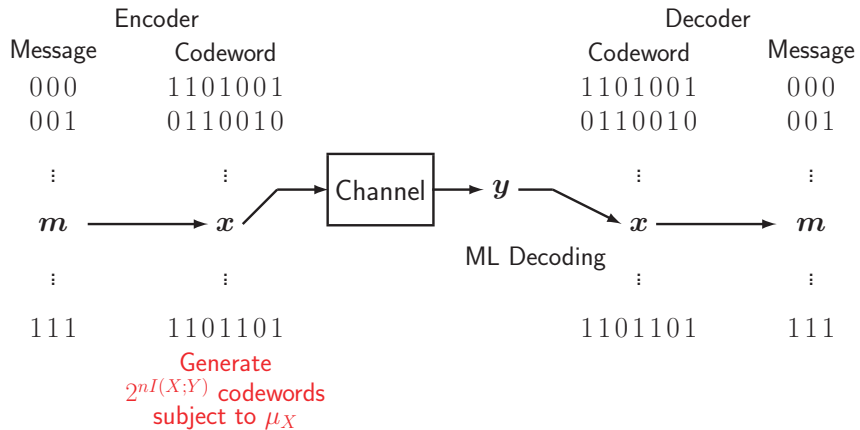 Encoder Decoder
Message Codeword Codeword Message
000 1101001 1101001 000
001 0110010 0110010 001
⋮ ⋮ ⋮ ⋮
Channel y
m x x m
ML Decoding
⋮ ⋮ ⋮ ⋮
111 1101101 1101101 111
Generate
2^{nI(X;Y)} codewords
subject to μ_X